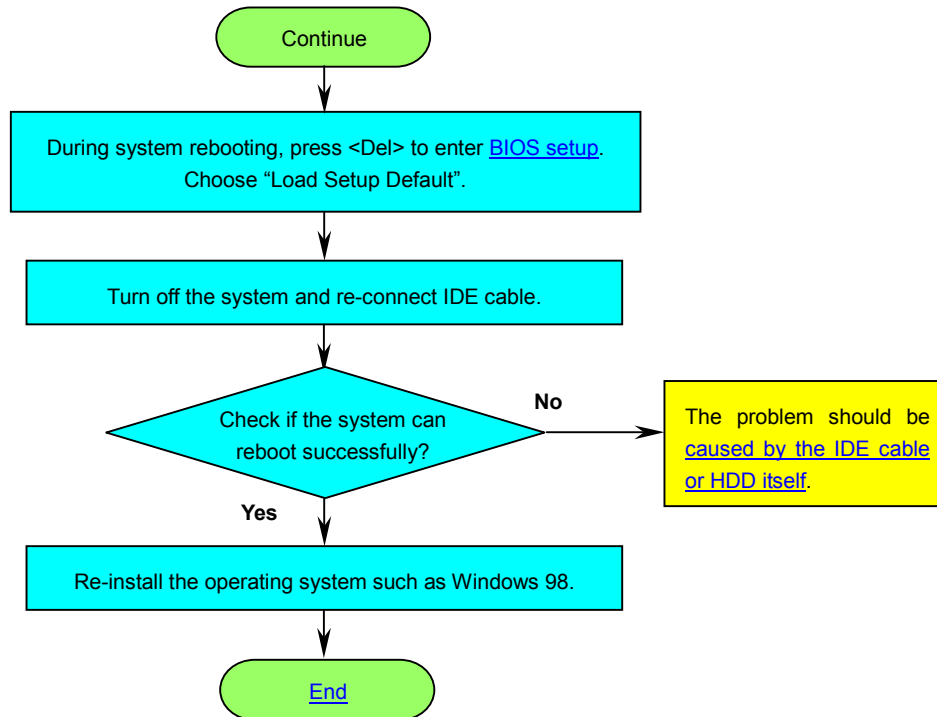 Continue
During system rebooting, press <Del> to enter BIOS setup.
Choose “Load Setup Default”.
Turn off the system and re-connect IDE cable.
Check if the system can
reboot successfully?
No
The problem should be
caused by the IDE cable
or HDD itself.
Yes
Re-install the operating system such as Windows 98.
End